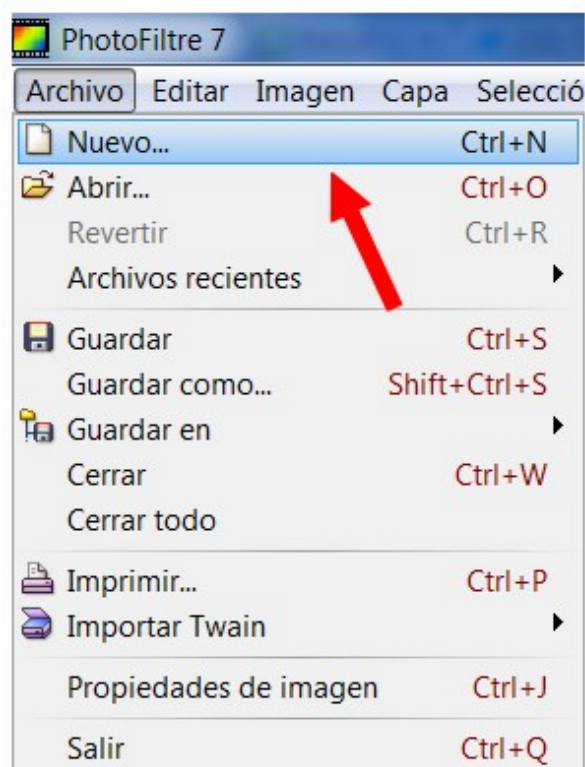 PhotoFiltre 7
Archivo Editar Imagen Capa Selecció
Nuevo... Ctrl+N
Abrir... Ctrl+O
Revertir Ctrl+R
Archivos recientes
Guardar Ctrl+S
Guardar como... Shift+Ctrl+S
Guardar en
Cerrar Ctrl+W
Cerrar todo
Imprimir... Ctrl+P
Importar Twain
Propiedades de imagen Ctrl+J
Salir Ctrl+Q